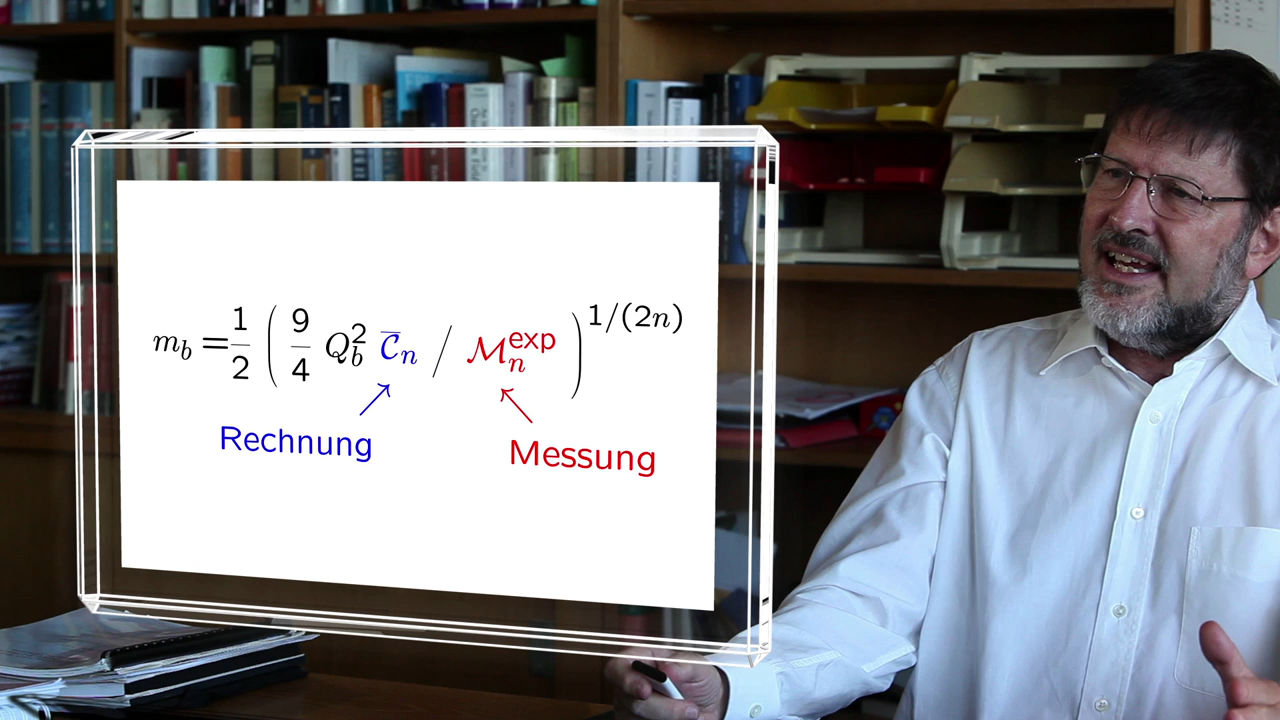 m_b = 1/2 ( 9/4 Q_b^2 C̅_n / M_n^exp )^1/(2n)
Rechnung
Messung